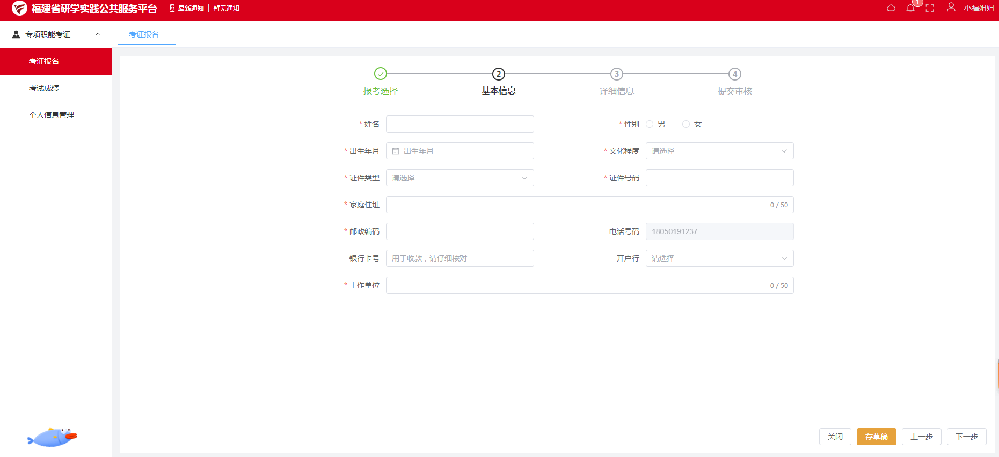 福建省研学实践公共服务平台 最新通知 暂无通知 1 小福姐姐
专项职能考证 考证报名
考证报名
考试成绩
个人信息管理
2 3 4
报考选择 基本信息 详细信息 提交审核
* 姓名 * 性别 男 女
* 出生年月 出生年月 * 文化程度 请选择
* 证件类型 请选择 * 证件号码
* 家庭住址 0 / 50
* 邮政编码 电话号码 18050191237
银行卡号 用于收款，请仔细核对 开户行 请选择
* 工作单位 0 / 50
关闭 存草稿 上一步 下一步